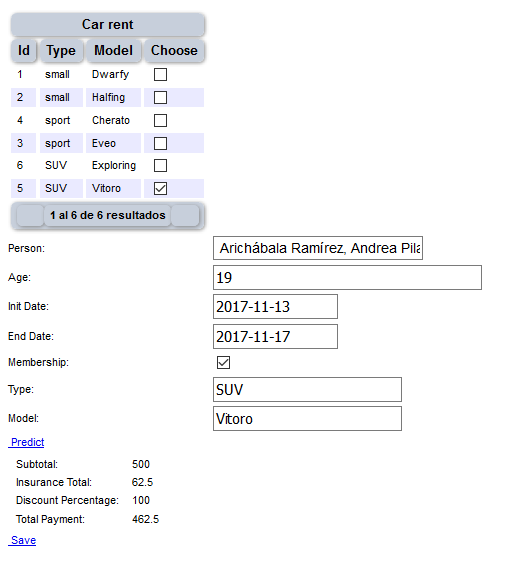 Car rent
Id Type Model Choose
1 small Dwarfy
2 small Halfing
4 sport Cherato
3 sport Eveo
6 SUV Exploring
5 SUV Vitoro
1 al 6 de 6 resultados
Person: Arichábala Ramírez, Andrea Pila
Age: 19
Init Date: 2017-11-13
End Date: 2017-11-17
Membership:
Type: SUV
Model: Vitoro
Predict
Subtotal: 500
Insurance Total: 62.5
Discount Percentage: 100
Total Payment: 462.5
Save